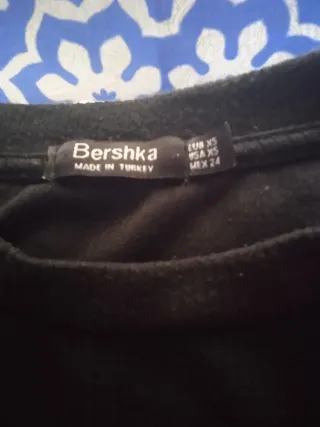 Bershka
MADE IN TURKEY
EUR XS
USA XS
MEX 24